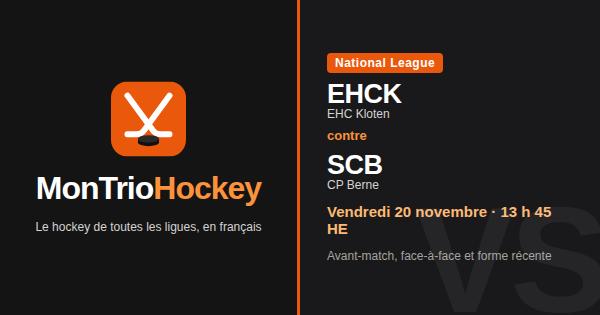 MonTrioHockey
Le hockey de toutes les ligues, en français
National League
EHCK
EHC Kloten
contre
SCB
CP Berne
Vendredi 20 novembre · 13 h 45
HE
Avant-match, face-à-face et forme récente
VS